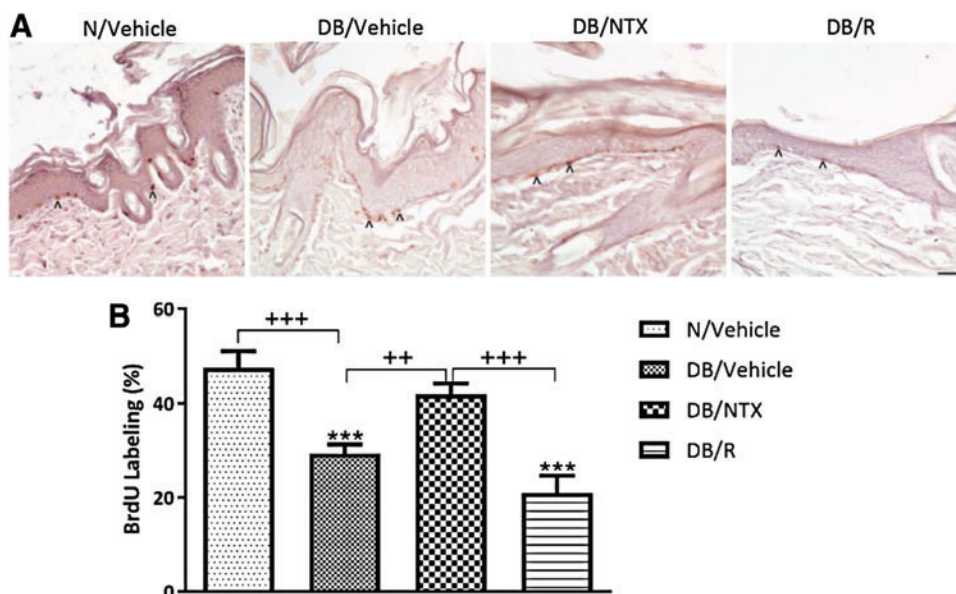 A
N/Vehicle DB/Vehicle DB/NTX DB/R
^ ^ ^ ^ ^ ^ ^ ^
B
60
40
20
0
BrdU Labeling (%)
+++
++ +++
***
***
N/Vehicle
DB/Vehicle
DB/NTX
DB/R